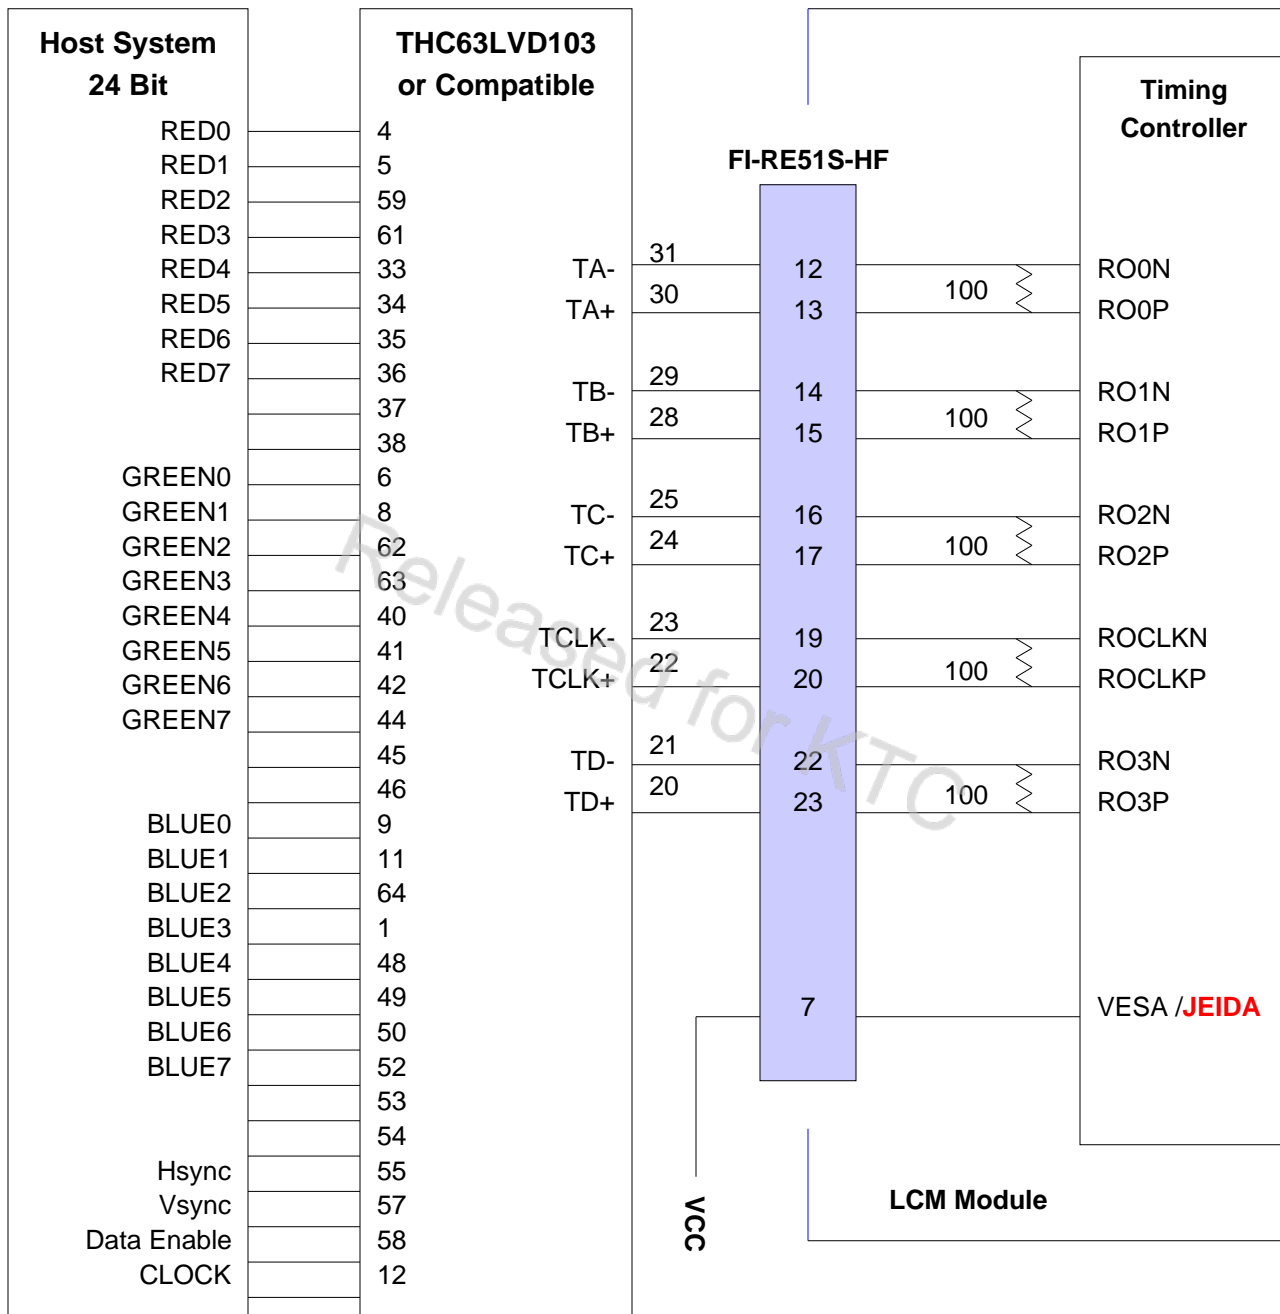 Host System
24 Bit
RED0
RED1
RED2
RED3
RED4
RED5
RED6
RED7
GREEN0
GREEN1
GREEN2
GREEN3
GREEN4
GREEN5
GREEN6
GREEN7
BLUE0
BLUE1
BLUE2
BLUE3
BLUE4
BLUE5
BLUE6
BLUE7
Hsync
Vsync
Data Enable
CLOCK
THC63LVD103
or Compatible
4
5
59
61
33
34
35
36
37
38
6
8
62
63
40
41
42
44
45
46
9
11
64
1
48
49
50
52
53
54
55
57
58
12
TA- 31
TA+ 30
TB- 29
TB+ 28
TC- 25
TC+ 24
TCLK- 23
TCLK+ 22
TD- 21
TD+ 20
FI-RE51S-HF
12
13
14
15
16
17
19
20
22
23
7
VCC
100
100
100
100
100
Timing
Controller
RO0N
RO0P
RO1N
RO1P
RO2N
RO2P
ROCLKN
ROCLKP
RO3N
RO3P
VESA /JEIDA
LCM Module
Released for KTC